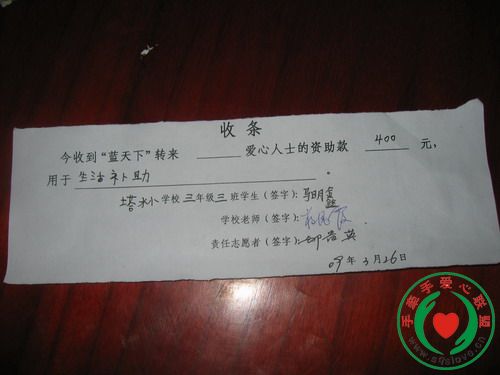 收条
今收到“蓝天下”转来 爱心人士的资助款 400 元,
用于 生活补助 。
塔水小学校三年级三班学生(签字):
学校老师(签字):
责任志愿者(签字):
09年3月26日
手牵手爱心联盟
www.sqslove.cn